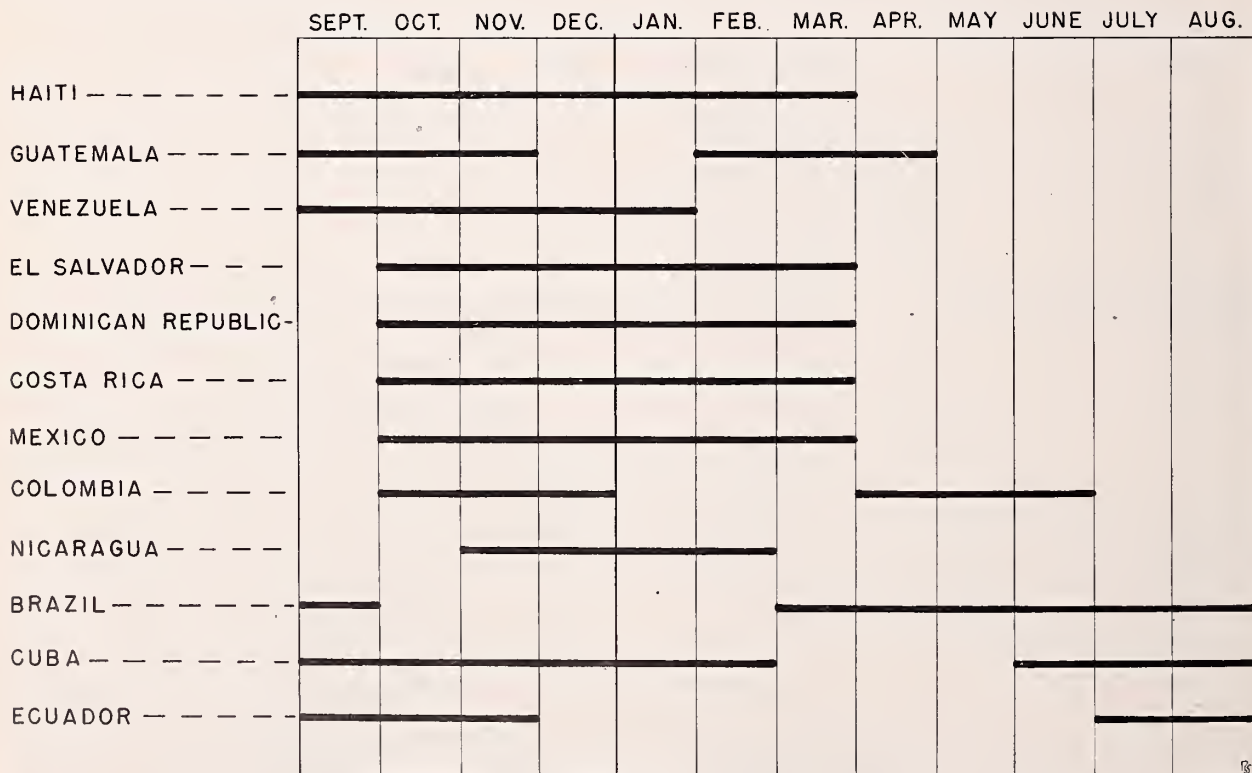 SEPT. OCT. NOV. DEC. JAN. FEB. MAR. APR. MAY JUNE JULY AUG.
HAITI
GUATEMALA
VENEZUELA
EL SALVADOR
DOMINICAN REPUBLIC
COSTA RICA
MEXICO
COLOMBIA
NICARAGUA
BRAZIL
CUBA
ECUADOR